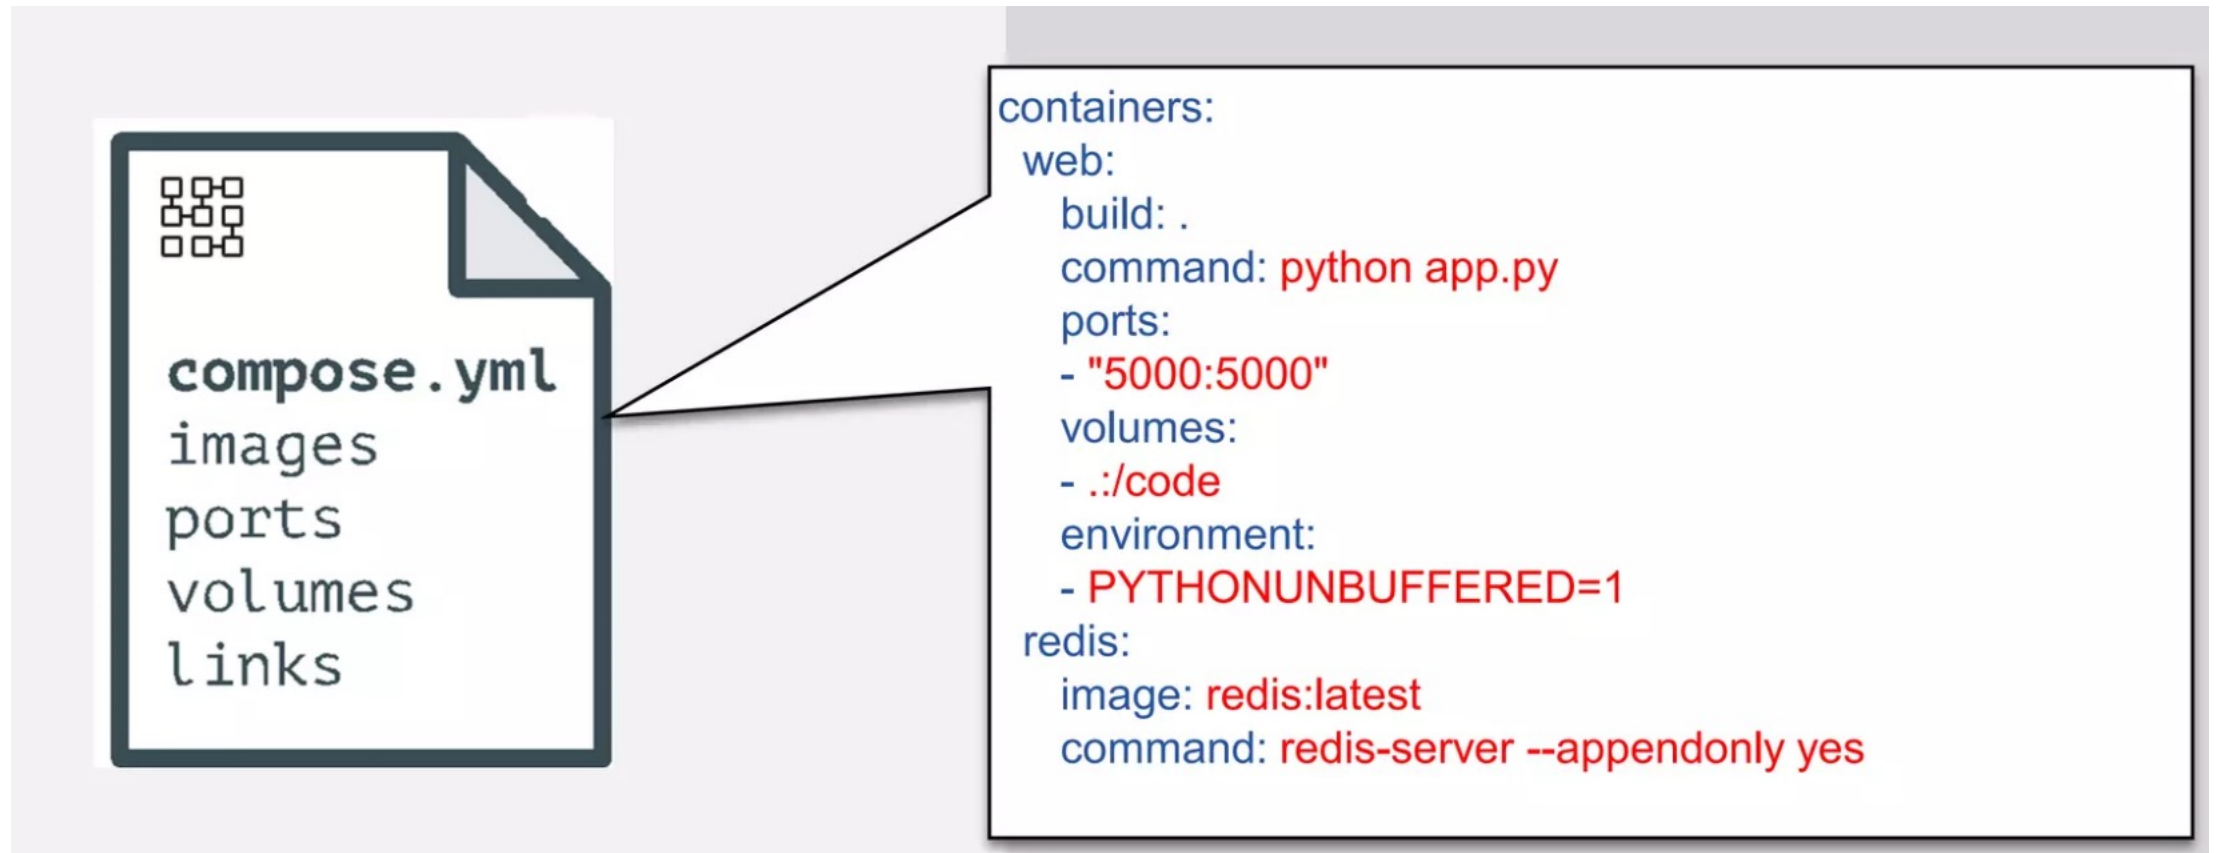 compose.yml
images
ports
volumes
links
containers:
web:
build: .
command: python app.py
ports:
- "5000:5000"
volumes:
- .:/code
environment:
- PYTHONUNBUFFERED=1
redis:
image: redis:latest
command: redis-server --appendonly yes